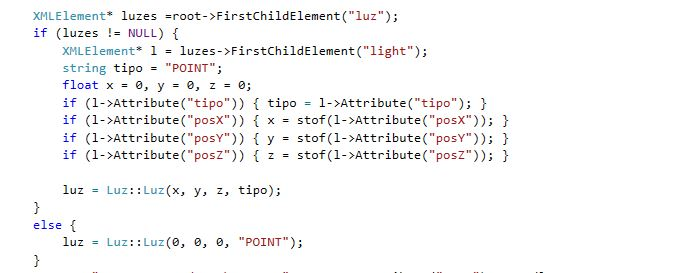 XMLElement* luzes =root->FirstChildElement("luz");
if (luzes != NULL) {
XMLElement* l = luzes->FirstChildElement("light");
string tipo = "POINT";
float x = 0, y = 0, z = 0;
if (l->Attribute("tipo")) { tipo = l->Attribute("tipo"); }
if (l->Attribute("posX")) { x = stof(l->Attribute("posX")); }
if (l->Attribute("posY")) { y = stof(l->Attribute("posY")); }
if (l->Attribute("posZ")) { z = stof(l->Attribute("posZ")); }
luz = Luz::Luz(x, y, z, tipo);
}
else {
luz = Luz::Luz(0, 0, 0, "POINT");
}